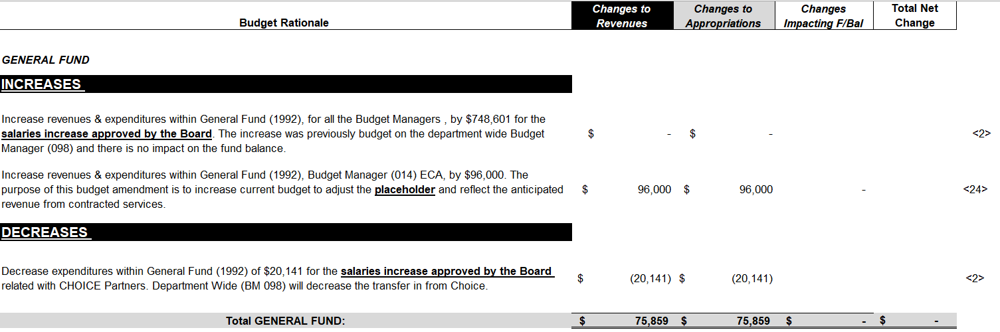 Budget Rationale Changes to Revenues Changes to Appropriations Changes Impacting F/Bal Total Net Change
GENERAL FUND
INCREASES
Increase revenues & expenditures within General Fund (1992), for all the Budget Managers , by $748,601 for the
salaries increase approved by the Board. The increase was previously budget on the department wide Budget $ - $ - <2>
Manager (098) and there is no impact on the fund balance.
Increase revenues & expenditures within General Fund (1992), Budget Manager (014) ECA, by $96,000. The
purpose of this budget amendment is to increase current budget to adjust the placeholder and reflect the anticipated $ 96,000 $ 96,000 - <24>
revenue from contracted services.
DECREASES
Decrease expenditures within General Fund (1992) of $20,141 for the salaries increase approved by the Board
related with CHOICE Partners. Department Wide (BM 098) will decrease the transfer in from Choice. $ (20,141) $ (20,141) <2>
Total GENERAL FUND: $ 75,859 $ 75,859 $ - $ -